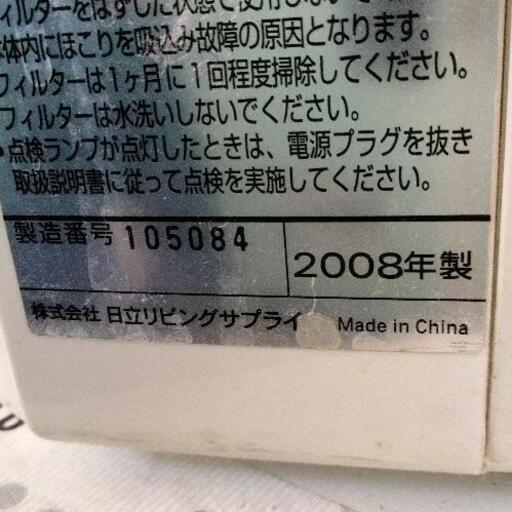 ィルターをはずした状態で使用しないで
体内にほこりを吸込み故障の原因となります。
フィルターは1ヶ月に1回程度掃除してください。
フィルターは水洗いしないでください。
・点検ランプが点灯したときは、電源プラグを抜き
取扱説明書に従って点検を実施してください。
製造番号 105084
2008年製
株式会社 日立リビングサプライ
Made in China